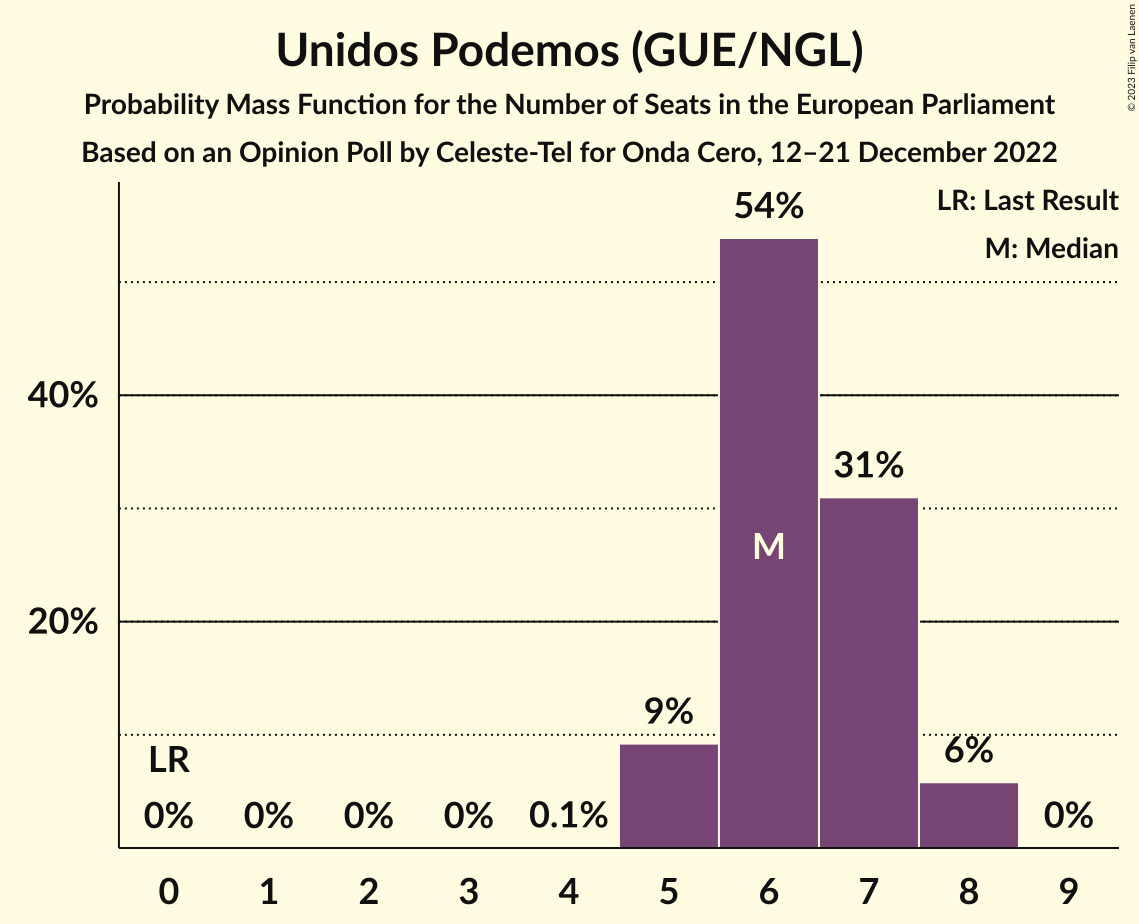 Unidos Podemos (GUE/NGL)
Probability Mass Function for the Number of Seats in the European Parliament
Based on an Opinion Poll by Celeste-Tel for Onda Cero, 12–21 December 2022
© 2023 Filip van Laenen
LR: Last Result
M: Median
54%
40%
31%
M
20%
9%
6%
LR
0% 0% 0% 0% 0.1% 0%
0 1 2 3 4 5 6 7 8 9